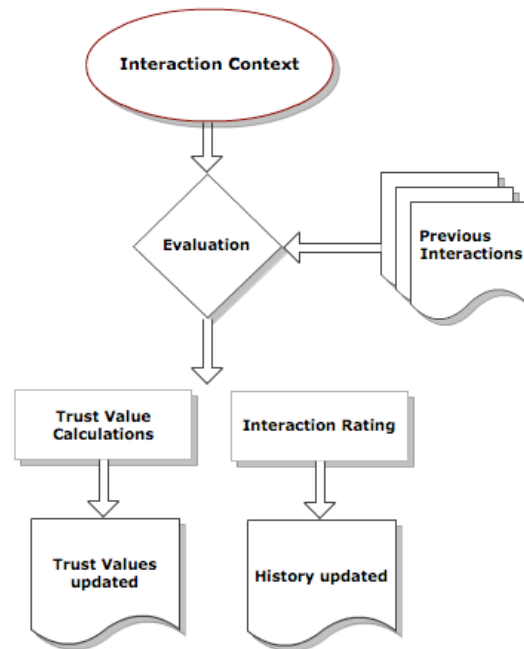 Interaction Context
Evaluation
Previous
Interactions
Trust Value
Calculations
Interaction Rating
Trust Values
updated
History updated